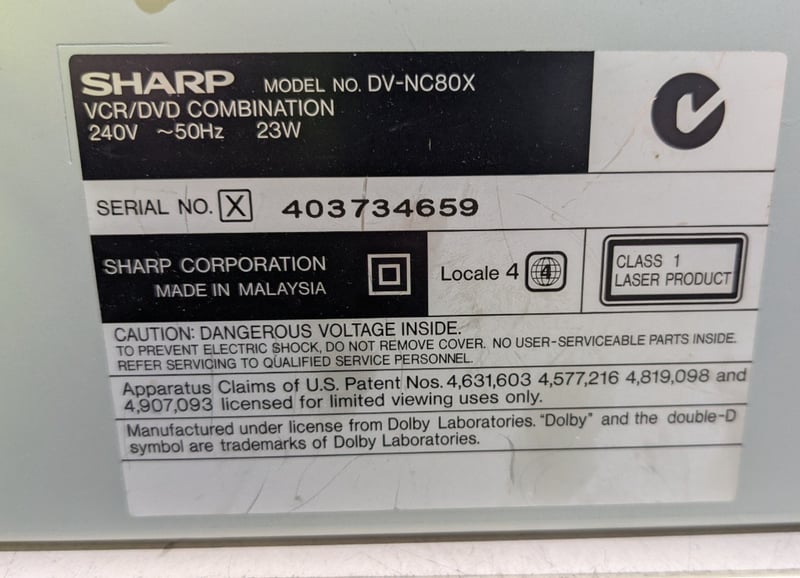 SHARP MODEL NO. DV-NC80X
VCR/DVD COMBINATION
240V ~50Hz 23W
SERIAL NO. X 403734659
SHARP CORPORATION
MADE IN MALAYSIA
Locale 4 4
CLASS 1
LASER PRODUCT
CAUTION: DANGEROUS VOLTAGE INSIDE.
TO PREVENT ELECTRIC SHOCK, DO NOT REMOVE COVER. NO USER-SERVICEABLE PARTS INSIDE.
REFER SERVICING TO QUALIFIED SERVICE PERSONNEL.
Apparatus Claims of U.S. Patent Nos. 4,631,603 4,577,216 4,819,098 and
4,907,093 licensed for limited viewing uses only.
Manufactured under license from Dolby Laboratories. "Dolby" and the double-D
symbol are trademarks of Dolby Laboratories.